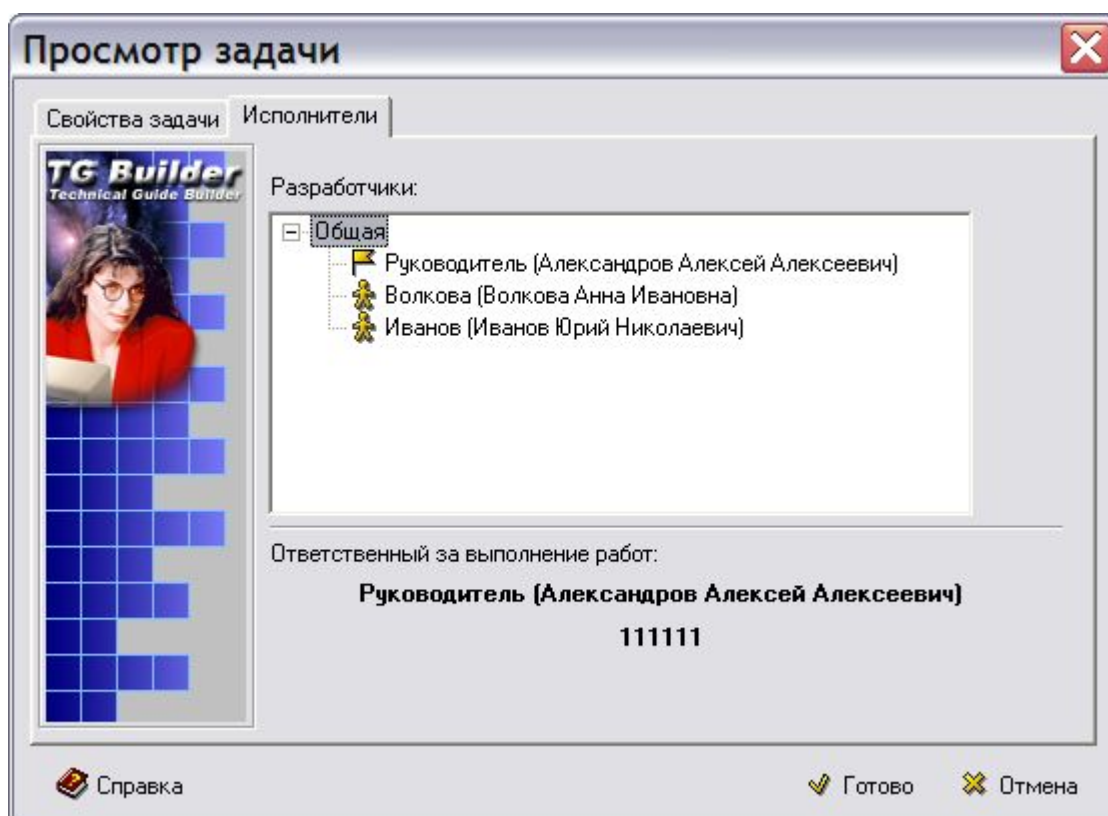 Просмотр задачи
Свойства задачи
Исполнители
TG Builder
Technical Guide Builder
Разработчики:
Общая
Руководитель (Александров Алексей Алексеевич)
Волкова (Волкова Анна Ивановна)
Иванов (Иванов Юрий Николаевич)
Ответственный за выполнение работ:
Руководитель (Александров Алексей Алексеевич)
111111
Справка
Готово
Отмена